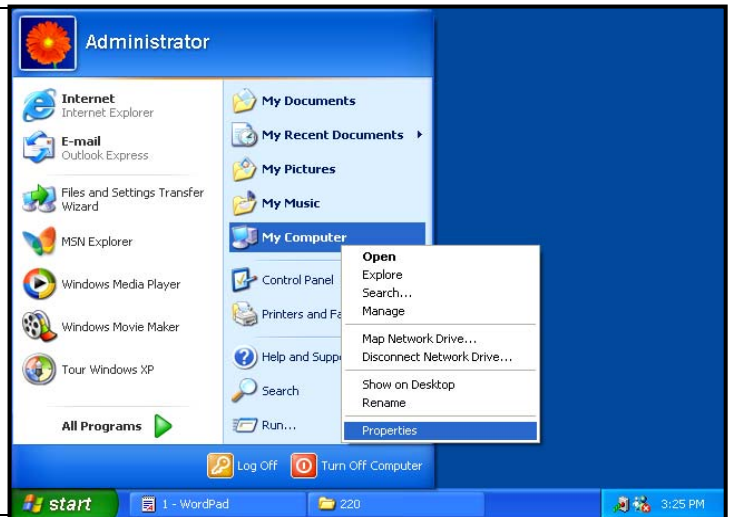 Administrator
Internet
Internet Explorer
E-mail
Outlook Express
Files and Settings Transfer
Wizard
MSN Explorer
Windows Media Player
Windows Movie Maker
Tour Windows XP
All Programs
My Documents
My Recent Documents
My Pictures
My Music
My Computer
Control Panel
Printers and Fa
Help and Suppo
Search
Run...
Open
Explore
Search...
Manage
Map Network Drive...
Disconnect Network Drive...
Show on Desktop
Rename
Properties
Log Off
Turn Off Computer
start
1 - WordPad
220
3:25 PM